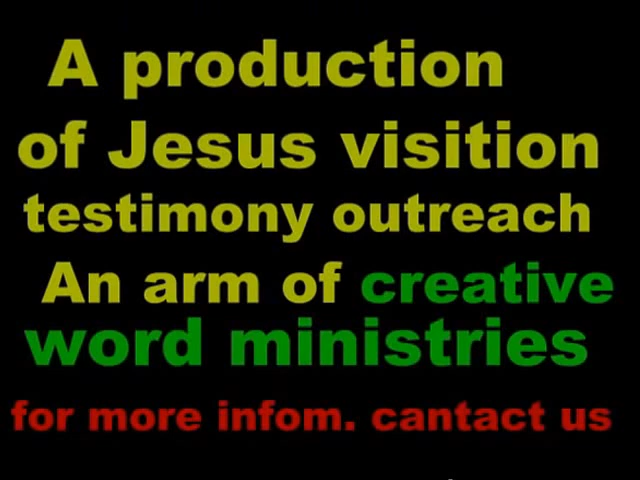 A production
of Jesus visition
testimony outreach
An arm of creative
word ministries
for more infom. cantact us